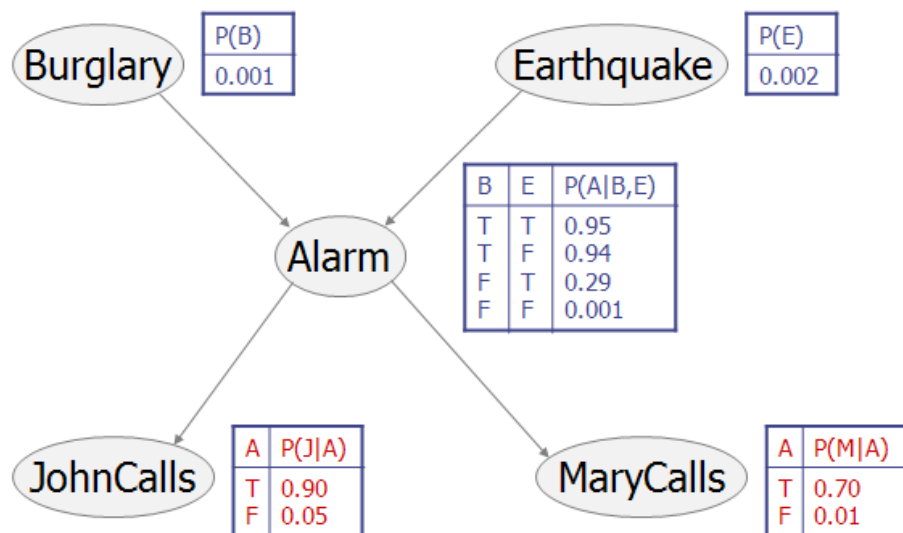 Burglary
P(B)
0.001
Earthquake
P(E)
0.002
B E P(A|B,E)
T T 0.95
T F 0.94
F T 0.29
F F 0.001
Alarm
JohnCalls
A P(J|A)
T 0.90
F 0.05
MaryCalls
A P(M|A)
T 0.70
F 0.01